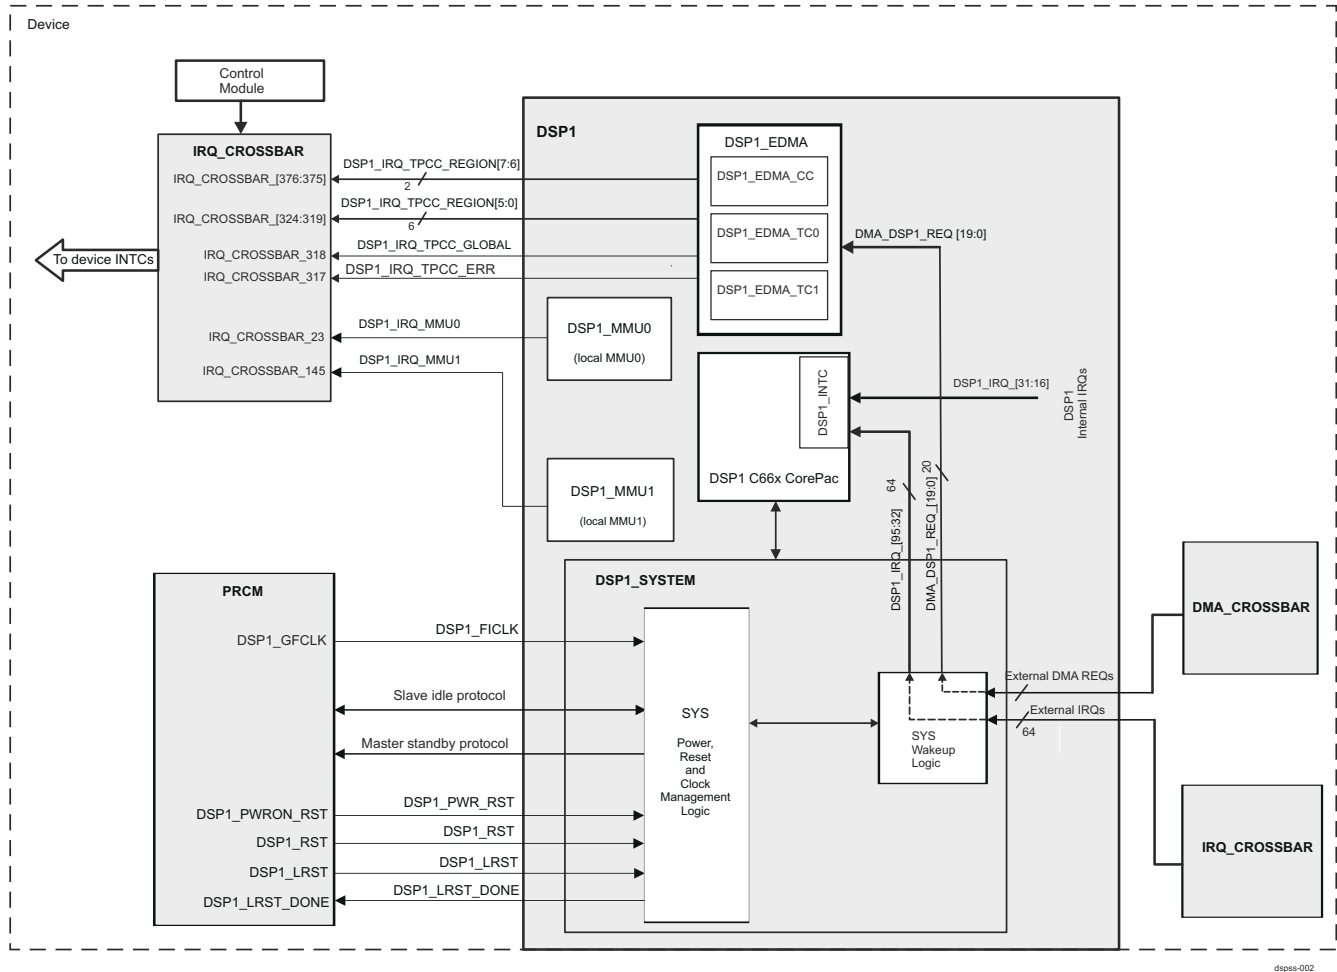 Device
Control
Module
IRQ_CROSSBAR
IRQ_CROSSBAR_[376:375]
IRQ_CROSSBAR_[324:319]
IRQ_CROSSBAR_318
IRQ_CROSSBAR_317
IRQ_CROSSBAR_23
IRQ_CROSSBAR_145
To device INTCs
DSP1_IRQ_TPCC_REGION[7:6]
2
DSP1_IRQ_TPCC_REGION[5:0]
6
DSP1_IRQ_TPCC_GLOBAL
DSP1_IRQ_TPCC_ERR
DSP1_IRQ_MMU0
DSP1_IRQ_MMU1
DSP1
DSP1_EDMA
DSP1_EDMA_CC
DSP1_EDMA_TC0
DSP1_EDMA_TC1
DMA_DSP1_REQ [19:0]
DSP1_MMU0
(local MMU0)
DSP1_INTC
DSP1 C66x CorePac
DSP1_IRQ_[31:16]
DSP1
Internal IRQs
DSP1_MMU1
(local MMU1)
64
20
DSP1_IRQ_[95:32]
DMA_DSP1_REQ_[19:0]
PRCM
DSP1_GFCLK
DSP1_PWRON_RST
DSP1_RST
DSP1_LRST
DSP1_LRST_DONE
DSP1_FICLK
Slave idle protocol
Master standby protocol
DSP1_PWR_RST
DSP1_RST
DSP1_LRST
DSP1_LRST_DONE
DSP1_SYSTEM
SYS
Power,
Reset
and
Clock
Management
Logic
SYS
Wakeup
Logic
External DMA REQs
External IRQs
64
DMA_CROSSBAR
IRQ_CROSSBAR
dspss-002